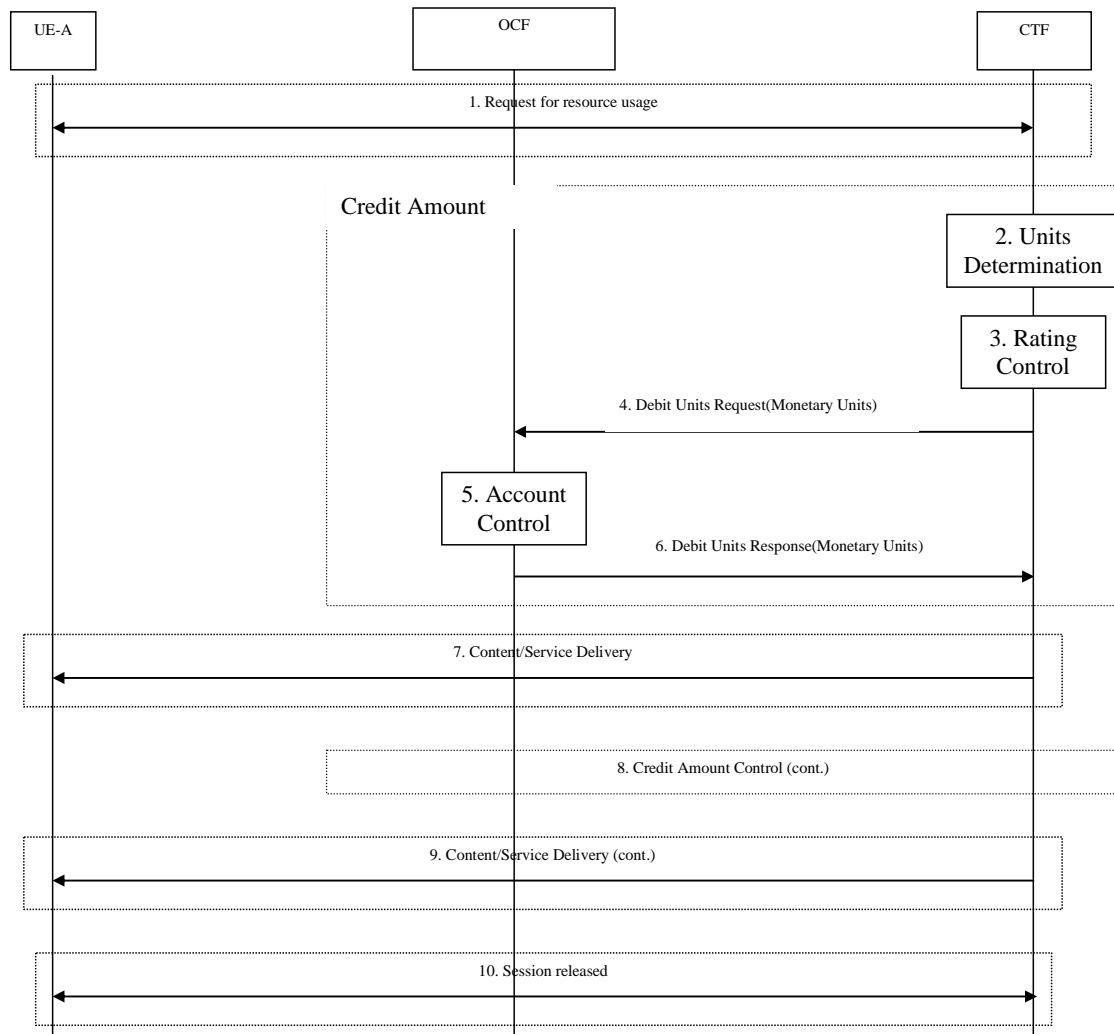 UE-A
OCF
CTF
1. Request for resource usage
Credit Amount
2. Units
Determination
3. Rating
Control
4. Debit Units Request(Monetary Units)
5. Account
Control
6. Debit Units Response(Monetary Units)
7. Content/Service Delivery
8. Credit Amount Control (cont.)
9. Content/Service Delivery (cont.)
10. Session released